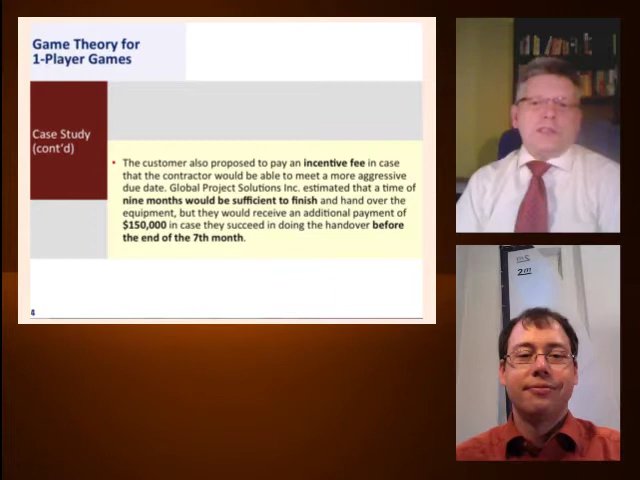 Game Theory for
1-Player Games
Case Study
(cont'd)
• The customer also proposed to pay an incentive fee in case
that the contractor would be able to meet a more aggressive
due date. Global Project Solutions Inc. estimated that a time of
nine months would be sufficient to finish and hand over the
equipment, but they would receive an additional payment of
$150,000 in case they succeed in doing the handover before
the end of the 7th month.
4